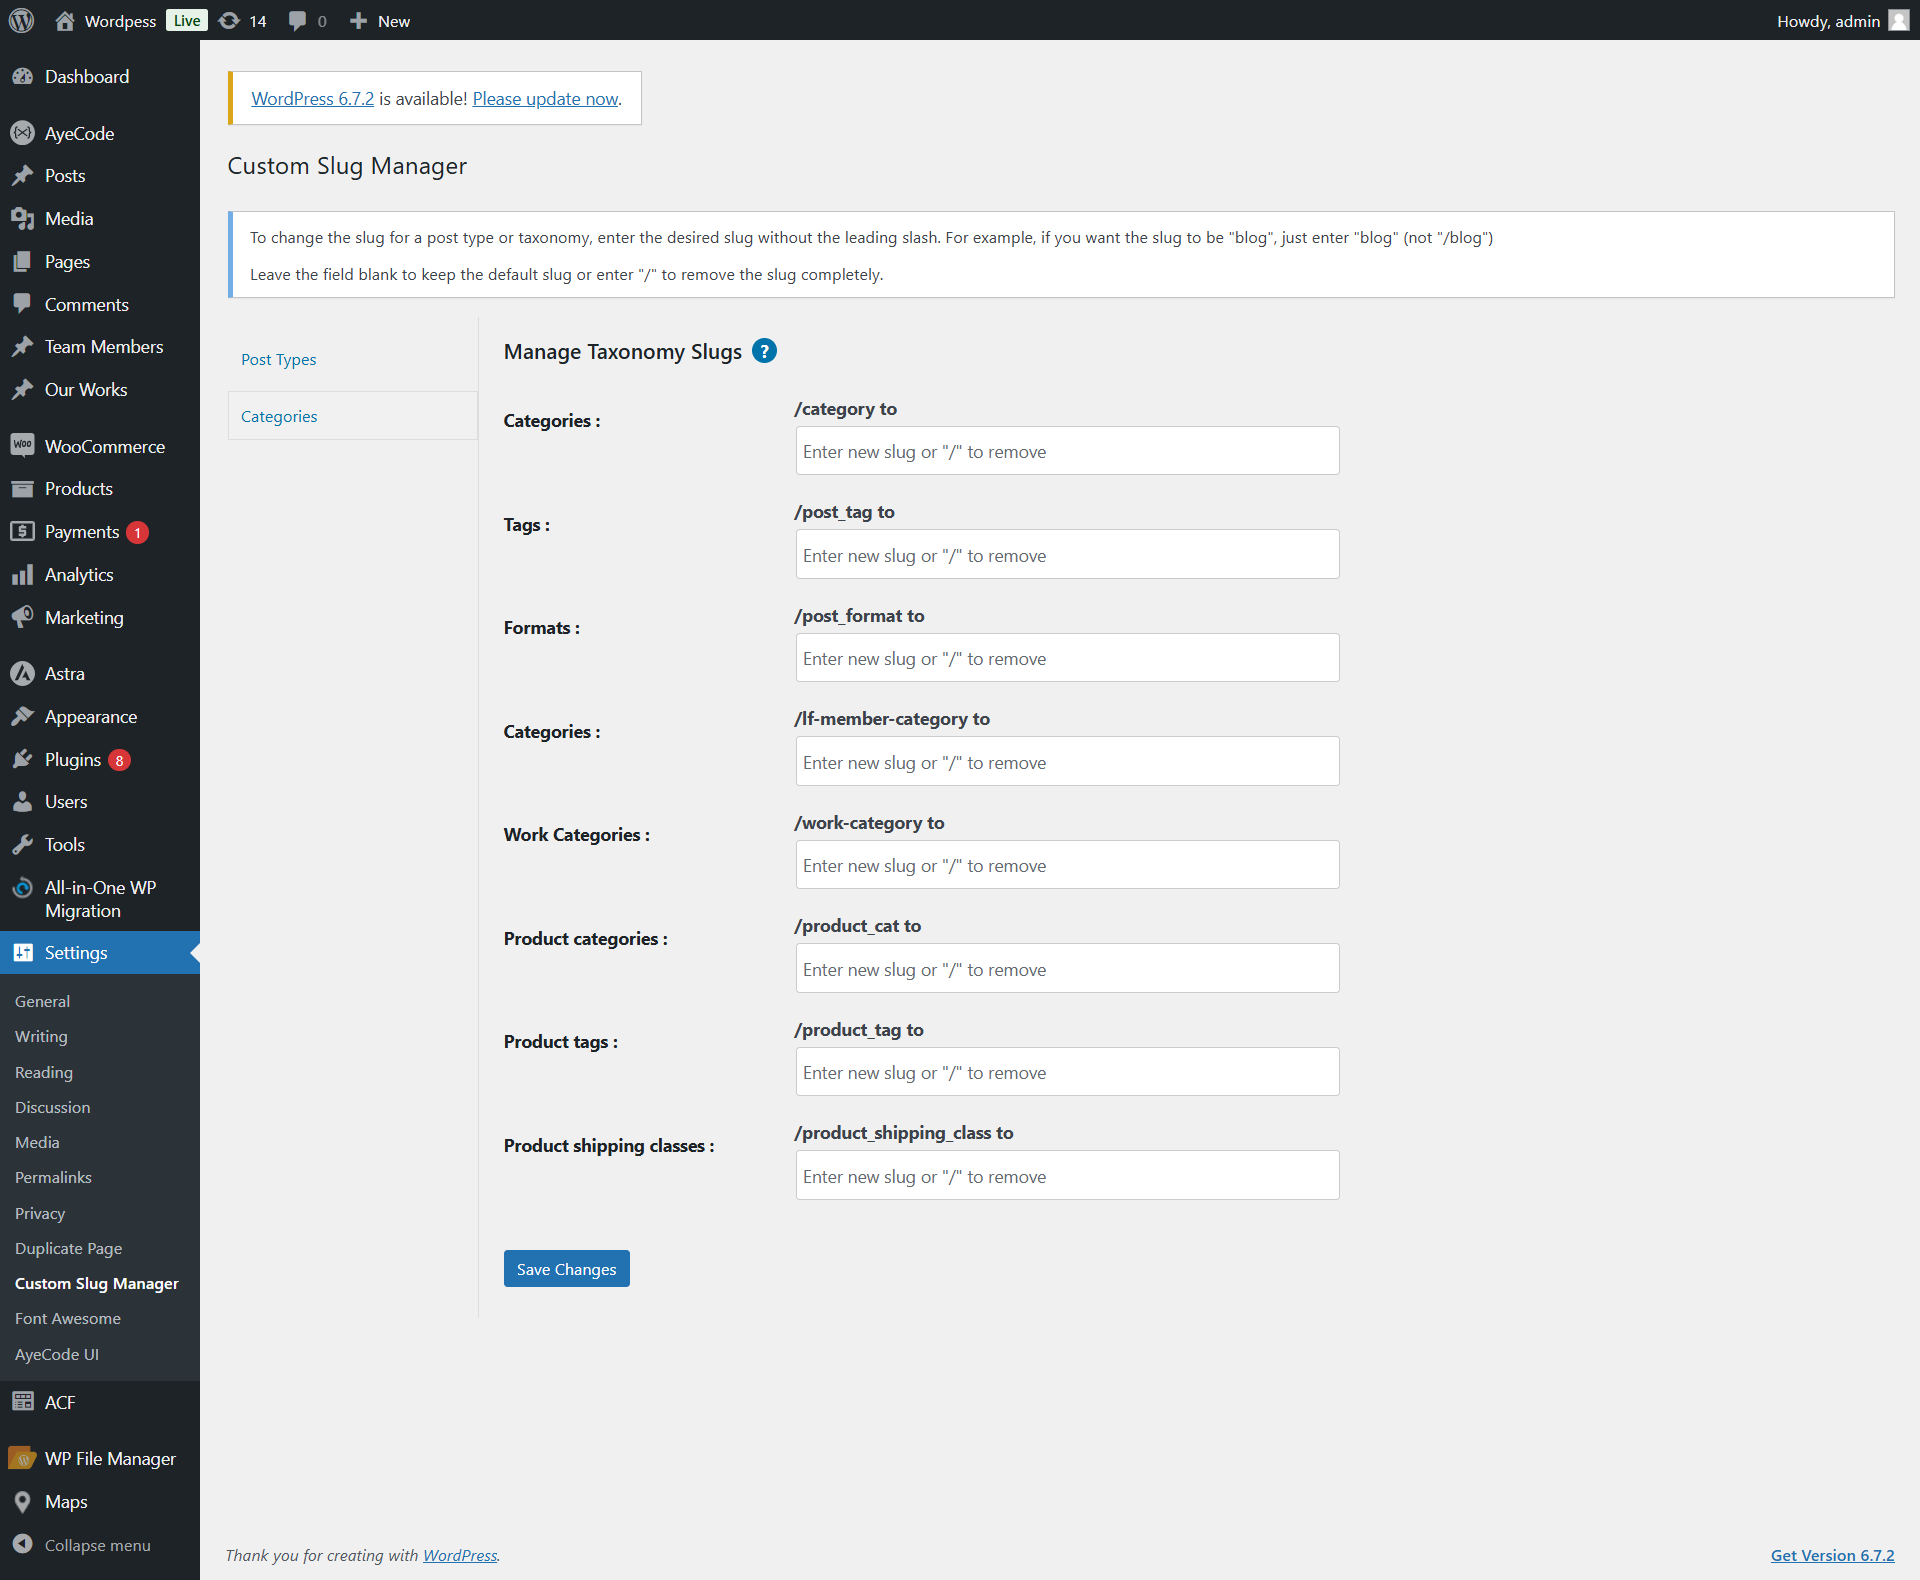 Wordpess Live 14 0 New Howdy, admin
Dashboard
AyeCode
Posts
Media
Pages
Comments
Team Members
Our Works
WooCommerce
Products
Payments 1
Analytics
Marketing
Astra
Appearance
Plugins 8
Users
Tools
All-in-One WP
Migration
Settings
General
Writing
Reading
Discussion
Media
Permalinks
Privacy
Duplicate Page
Custom Slug Manager
Font Awesome
AyeCode UI
ACF
WP File Manager
Maps
Collapse menu
WordPress 6.7.2 is available! Please update now.
Custom Slug Manager
To change the slug for a post type or taxonomy, enter the desired slug without the leading slash. For example, if you want the slug to be "blog", just enter "blog" (not "/blog")
Leave the field blank to keep the default slug or enter "/" to remove the slug completely.
Post Types
Categories
Manage Taxonomy Slugs ?
Categories :
/category to
Enter new slug or "/" to remove
Tags :
/post_tag to
Enter new slug or "/" to remove
Formats :
/post_format to
Enter new slug or "/" to remove
Categories :
/lf-member-category to
Enter new slug or "/" to remove
Work Categories :
/work-category to
Enter new slug or "/" to remove
Product categories :
/product_cat to
Enter new slug or "/" to remove
Product tags :
/product_tag to
Enter new slug or "/" to remove
Product shipping classes :
/product_shipping_class to
Enter new slug or "/" to remove
Save Changes
Thank you for creating with WordPress.
Get Version 6.7.2